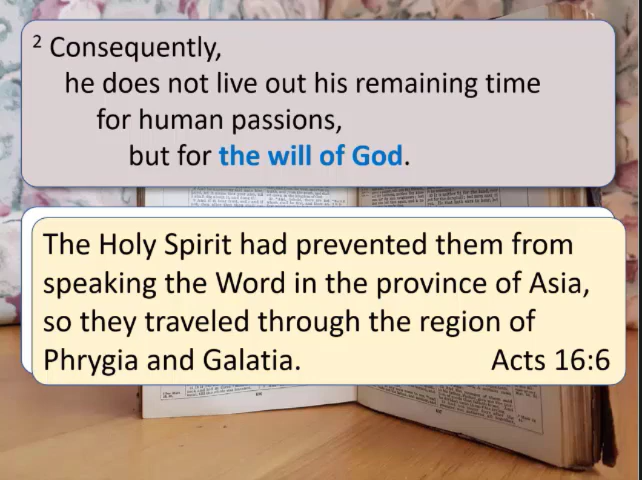 2 Consequently,
he does not live out his remaining time
for human passions,
but for the will of God.
The Holy Spirit had prevented them from
speaking the Word in the province of Asia,
so they traveled through the region of
Phrygia and Galatia. Acts 16:6